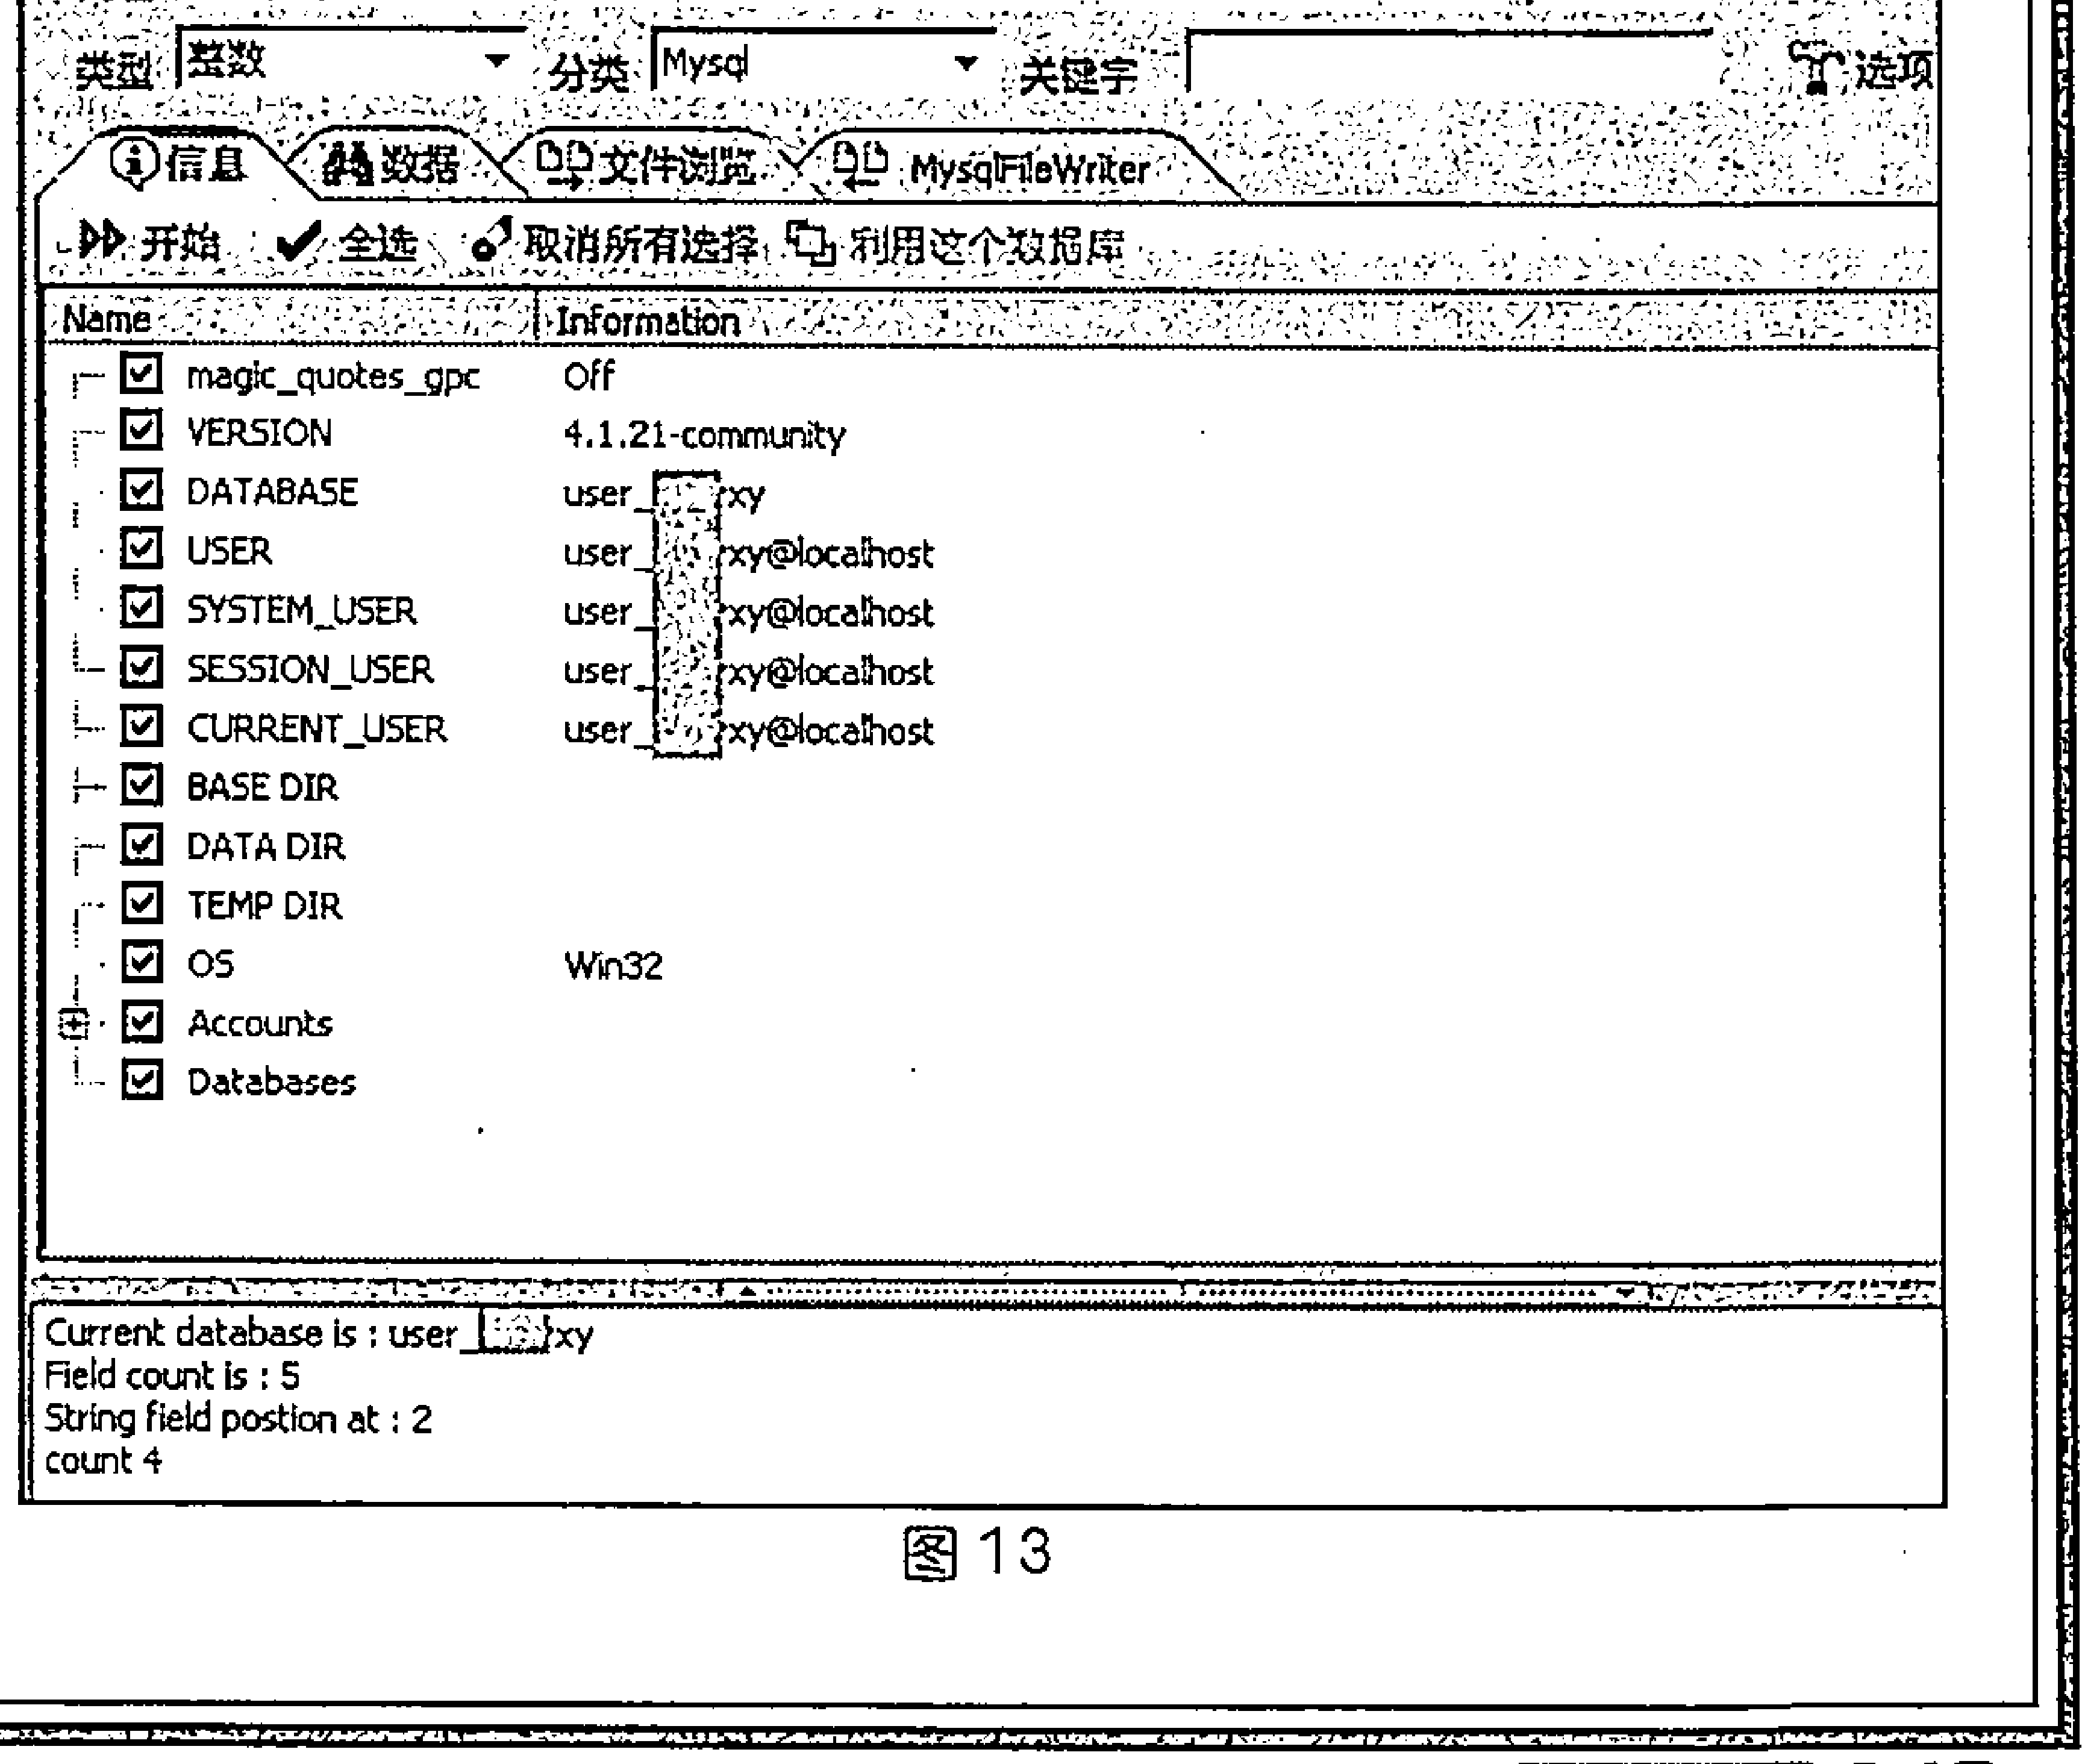 类型 整数 分类 Mysql 关键字 选项
信息 数据 文件浏览 MysqlFileWriter
开始 全选 取消所有选择 利用这个数据库
Name Information
magic_quotes_gpc Off
VERSION 4.1.21-community
DATABASE user_ xy
USER user_ xy@localhost
SYSTEM_USER user_ xy@localhost
SESSION_USER user_ xy@localhost
CURRENT_USER user_ xy@localhost
BASE DIR
DATA DIR
TEMP DIR
OS Win32
Accounts
Databases
Current database is : user_ xy
Field count is : 5
String field postion at : 2
count 4
图 13